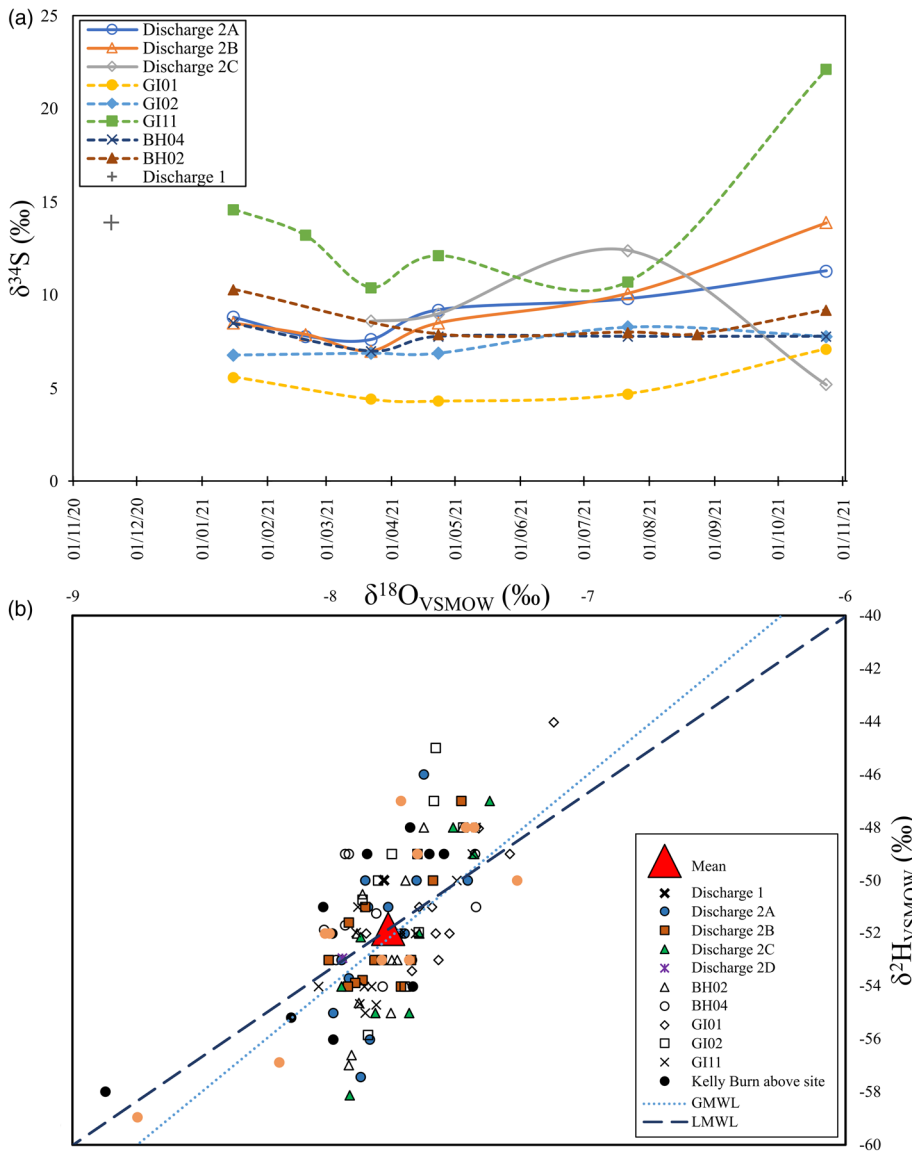 (a)
25
20
15
10
5
0
δ³⁴S (‰)
Discharge 2A
Discharge 2B
Discharge 2C
GI01
GI02
GI11
BH04
BH02
Discharge 1
01/11/20
01/12/20
01/01/21
01/02/21
01/03/21
01/04/21
01/05/21
01/06/21
01/07/21
01/08/21
01/09/21
01/10/21
01/11/21
(b)
-9
-8
-7
-6
δ¹⁸O_VSMOW (‰)
-40
-42
-44
-46
-48
-50
-52
-54
-56
-58
-60
δ²H_VSMOW (‰)
Mean
Discharge 1
Discharge 2A
Discharge 2B
Discharge 2C
Discharge 2D
BH02
BH04
GI01
GI02
GI11
Kelly Burn above site
GMWL
LMWL